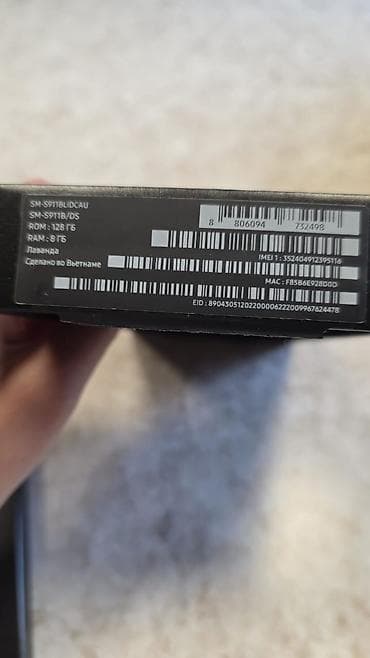 SM-S911BLIDCAU
SM-S911B/DS
ROM : 128 ГБ
RAM : 8 ГБ
Лаванда
Сделано во Вьетнаме
8 806094 732498
IMEI 1 : 352404912395116
MAC : F85B6E928D0D
EID : 89043051202200006222009967624478